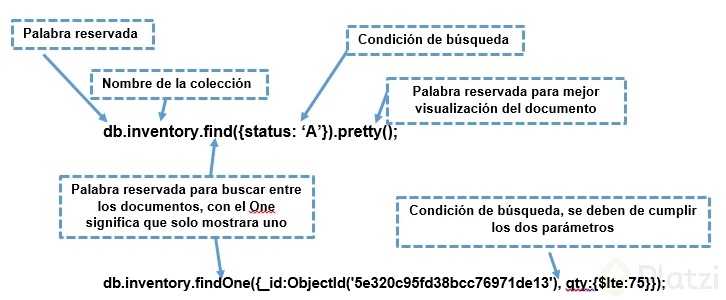 Palabra reservada
Condición de búsqueda
Nombre de la colección
Palabra reservada para mejor
visualización del documento
db.inventory.find({status: ‘A’}).pretty();
Palabra reservada para buscar entre
los documentos, con el One
significa que solo mostrara uno
Condición de búsqueda, se deben de cumplir
los dos parámetros
db.inventory.findOne({_id:ObjectId('5e320c95fd38bcc76971de13'), qty:{$lte:75}});
Platzi